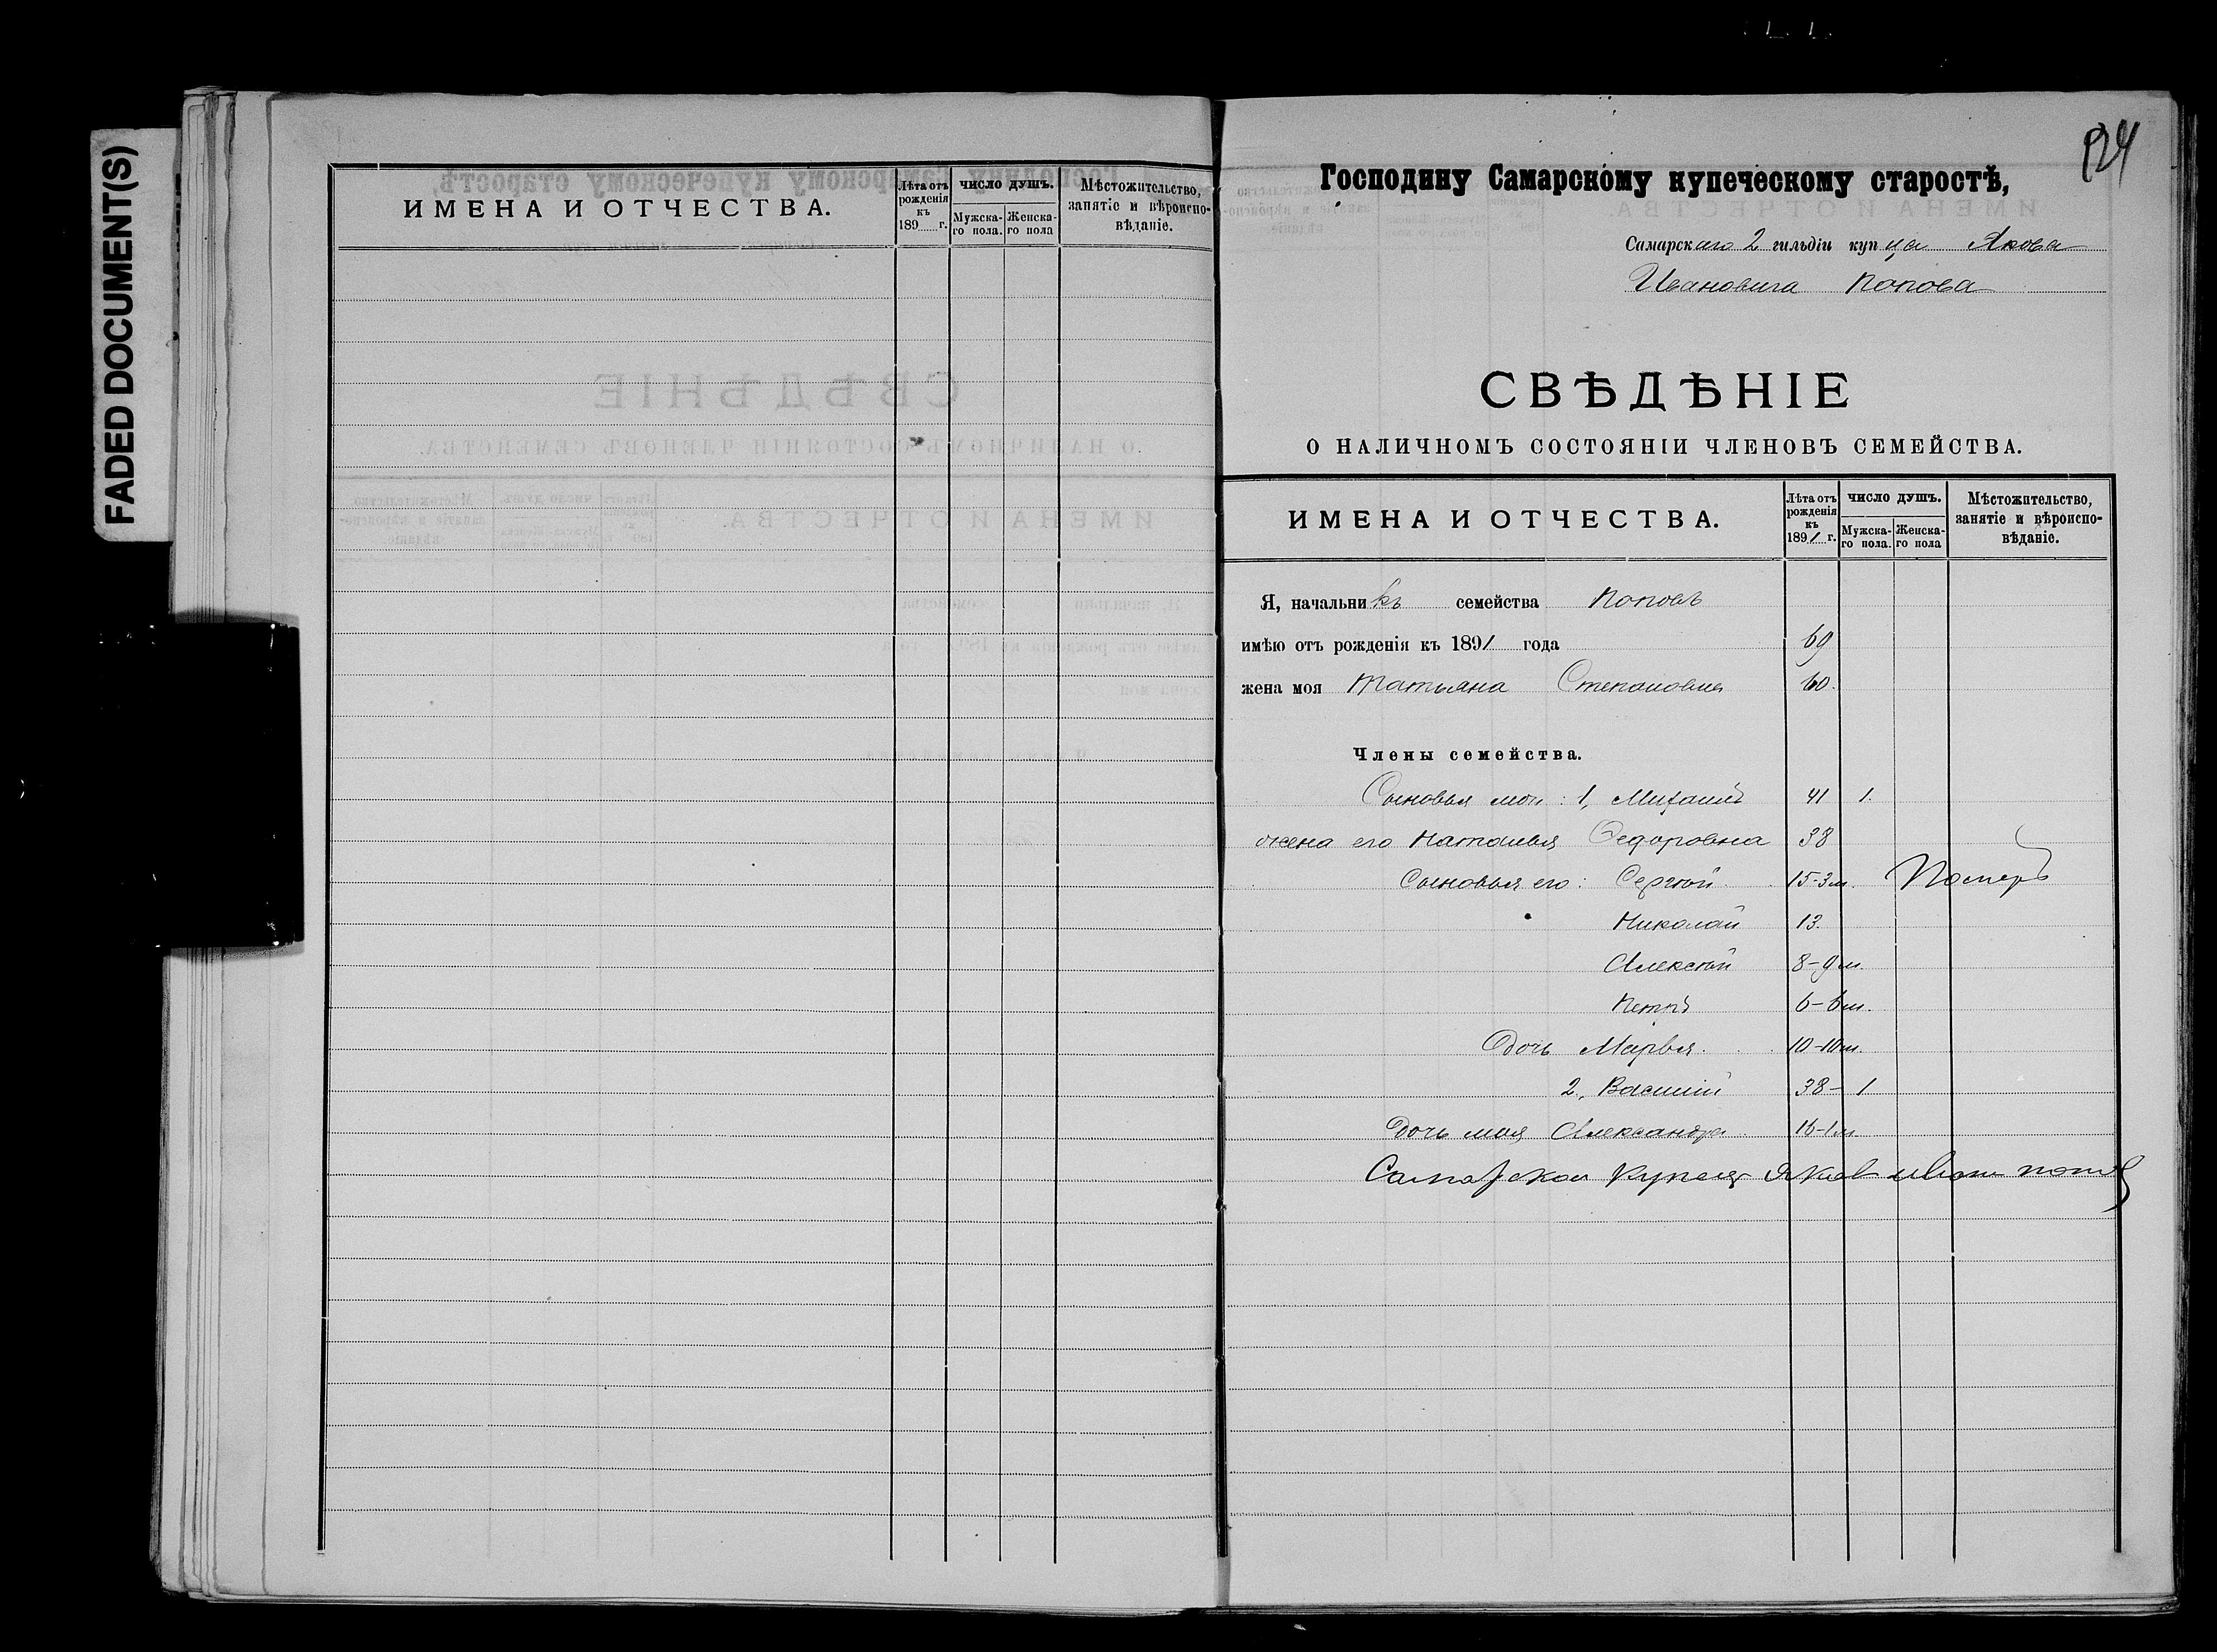 FADED DOCUMENT(S)
ИМЕНА И ОТЧЕСТВА.
Лѣта отъ рожденія къ 189 г.
ЧИСЛО ДУШЪ.
Мужска-го пола.
Женска-го пола
Мѣстожительство, занятіе и вѣроиспо-вѣданіе.
124
Господину Самарскому купеческому старостѣ,
Самарскаго 2 гильдіи купца Якова
Ивановича Попова
СВѢДѢНІЕ
О НАЛИЧНОМЪ СОСТОЯНІИ ЧЛЕНОВЪ СЕМЕЙСТВА.
ИМЕНА И ОТЧЕСТВА.
Лѣта отъ рожденія къ 1891 г.
ЧИСЛО ДУШЪ.
Мужска-го пола.
Женска-го пола
Мѣстожительство, занятіе и вѣроиспо-вѣданіе.
Я, начальникъ семейства Поповъ
имѣю отъ рожденія къ 1891 года 69
жена моя Татьяна Степановна 60.
Члены семейства.
Сыновья мои: 1, Михаилъ 41 1.
жена его Наталья Федоровна 38
Сыновья его: Сергѣй 15-3м. Померъ
Николай 13.
Алексѣй 8-9м.
Петръ 6-6м.
Дочь Марья. 10-10м.
2, Василій 38- 1
Дочь моя Александра 16-1м
Самарской Купецъ Яков Иван попов